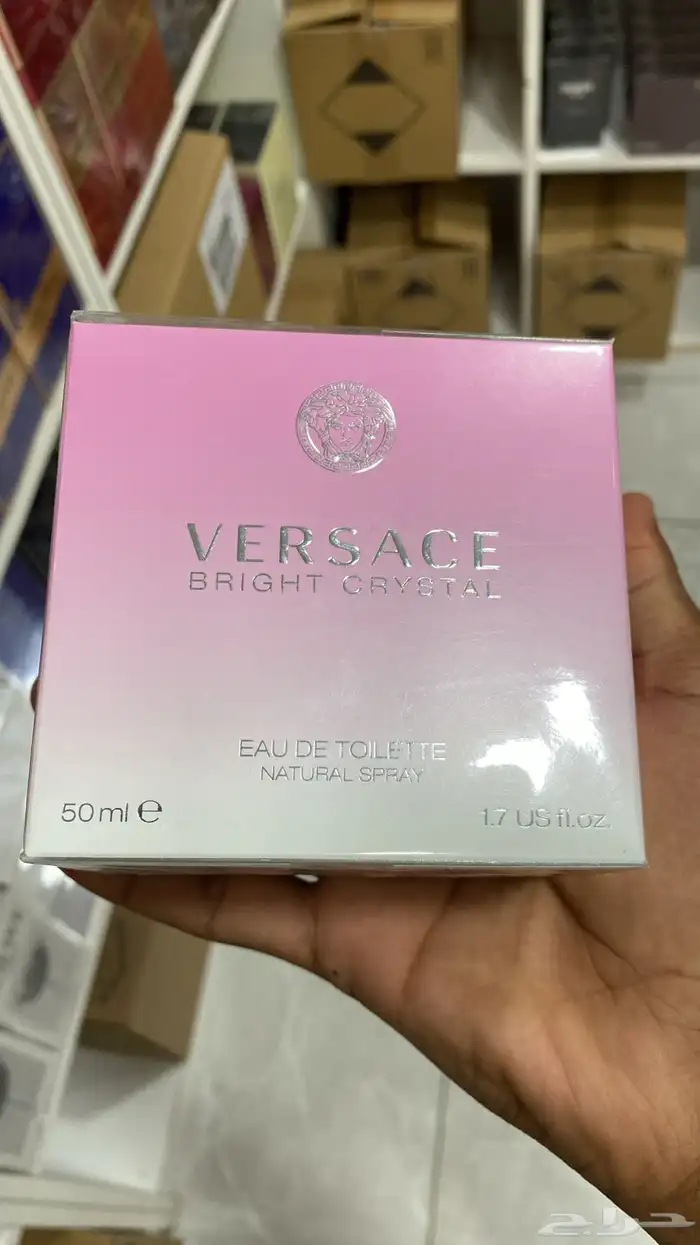 VERSACE
BRIGHT CRYSTAL
EAU DE TOILETTE
NATURAL SPRAY
50 ml e 1.7 US fl.oz.
حراج